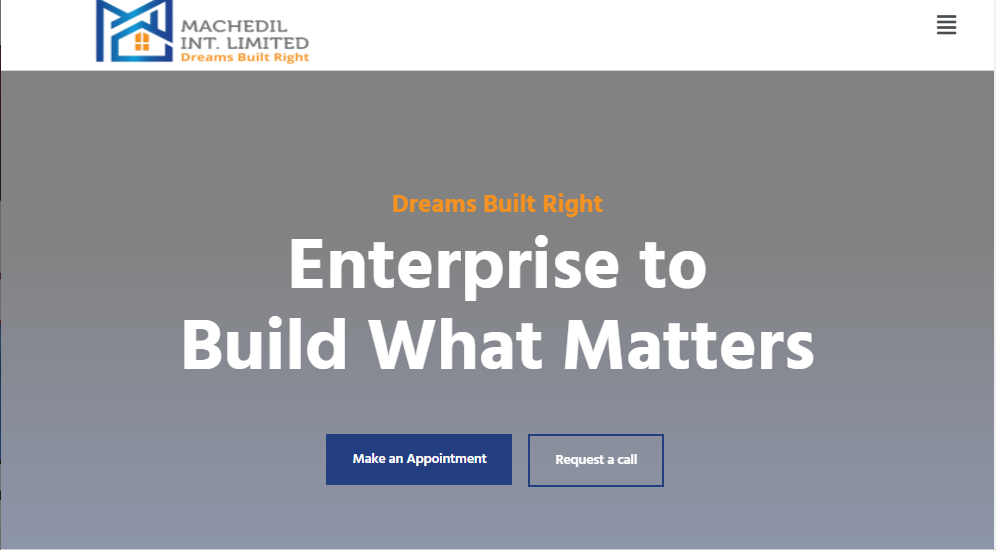 MACHEDIL
INT. LIMITED
Dreams Built Right
Dreams Built Right
Enterprise to
Build What Matters
Make an Appointment
Request a call